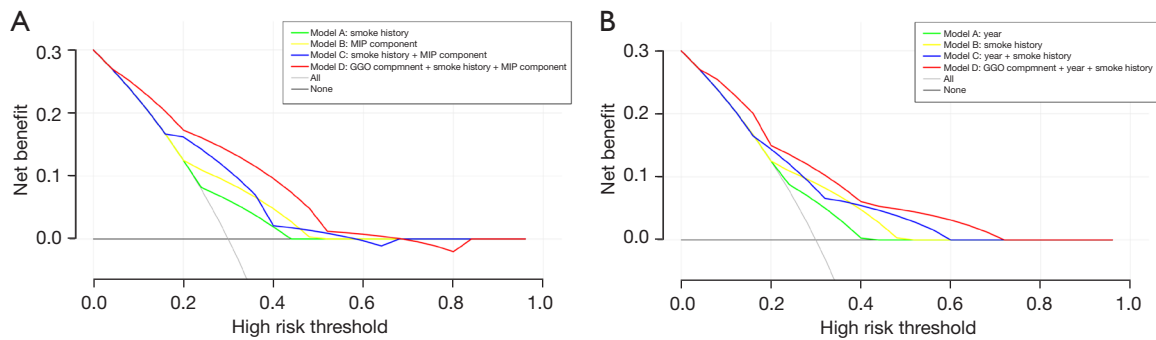 A
Model A: smoke history
Model B: MIP component
Model C: smoke history + MIP component
Model D: GGO compmnent + smoke history + MIP component
All
None
0.3
0.2
0.1
0.0
Net benefit
0.0 0.2 0.4 0.6 0.8 1.0
High risk threshold
B
Model A: year
Model B: smoke history
Model C: year + smoke history
Model D: GGO compmnent + year + smoke history
All
None
0.3
0.2
0.1
0.0
Net benefit
0.0 0.2 0.4 0.6 0.8 1.0
High risk threshold